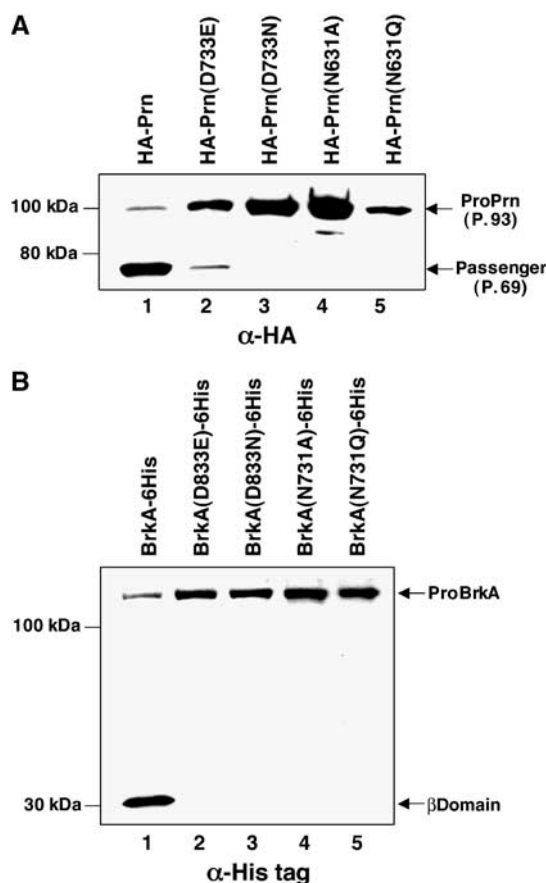 A
HA-Prn
HA-Prn(D733E)
HA-Prn(D733N)
HA-Prn(N631A)
HA-Prn(N631Q)
100 kDa
ProPrn
(P.93)
80 kDa
Passenger
(P.69)
1 2 3 4 5
α-HA
B
BrkA-6His
BrkA(D833E)-6His
BrkA(D833N)-6His
BrkA(N731A)-6His
BrkA(N731Q)-6His
ProBrkA
100 kDa
30 kDa
βDomain
1 2 3 4 5
α-His tag